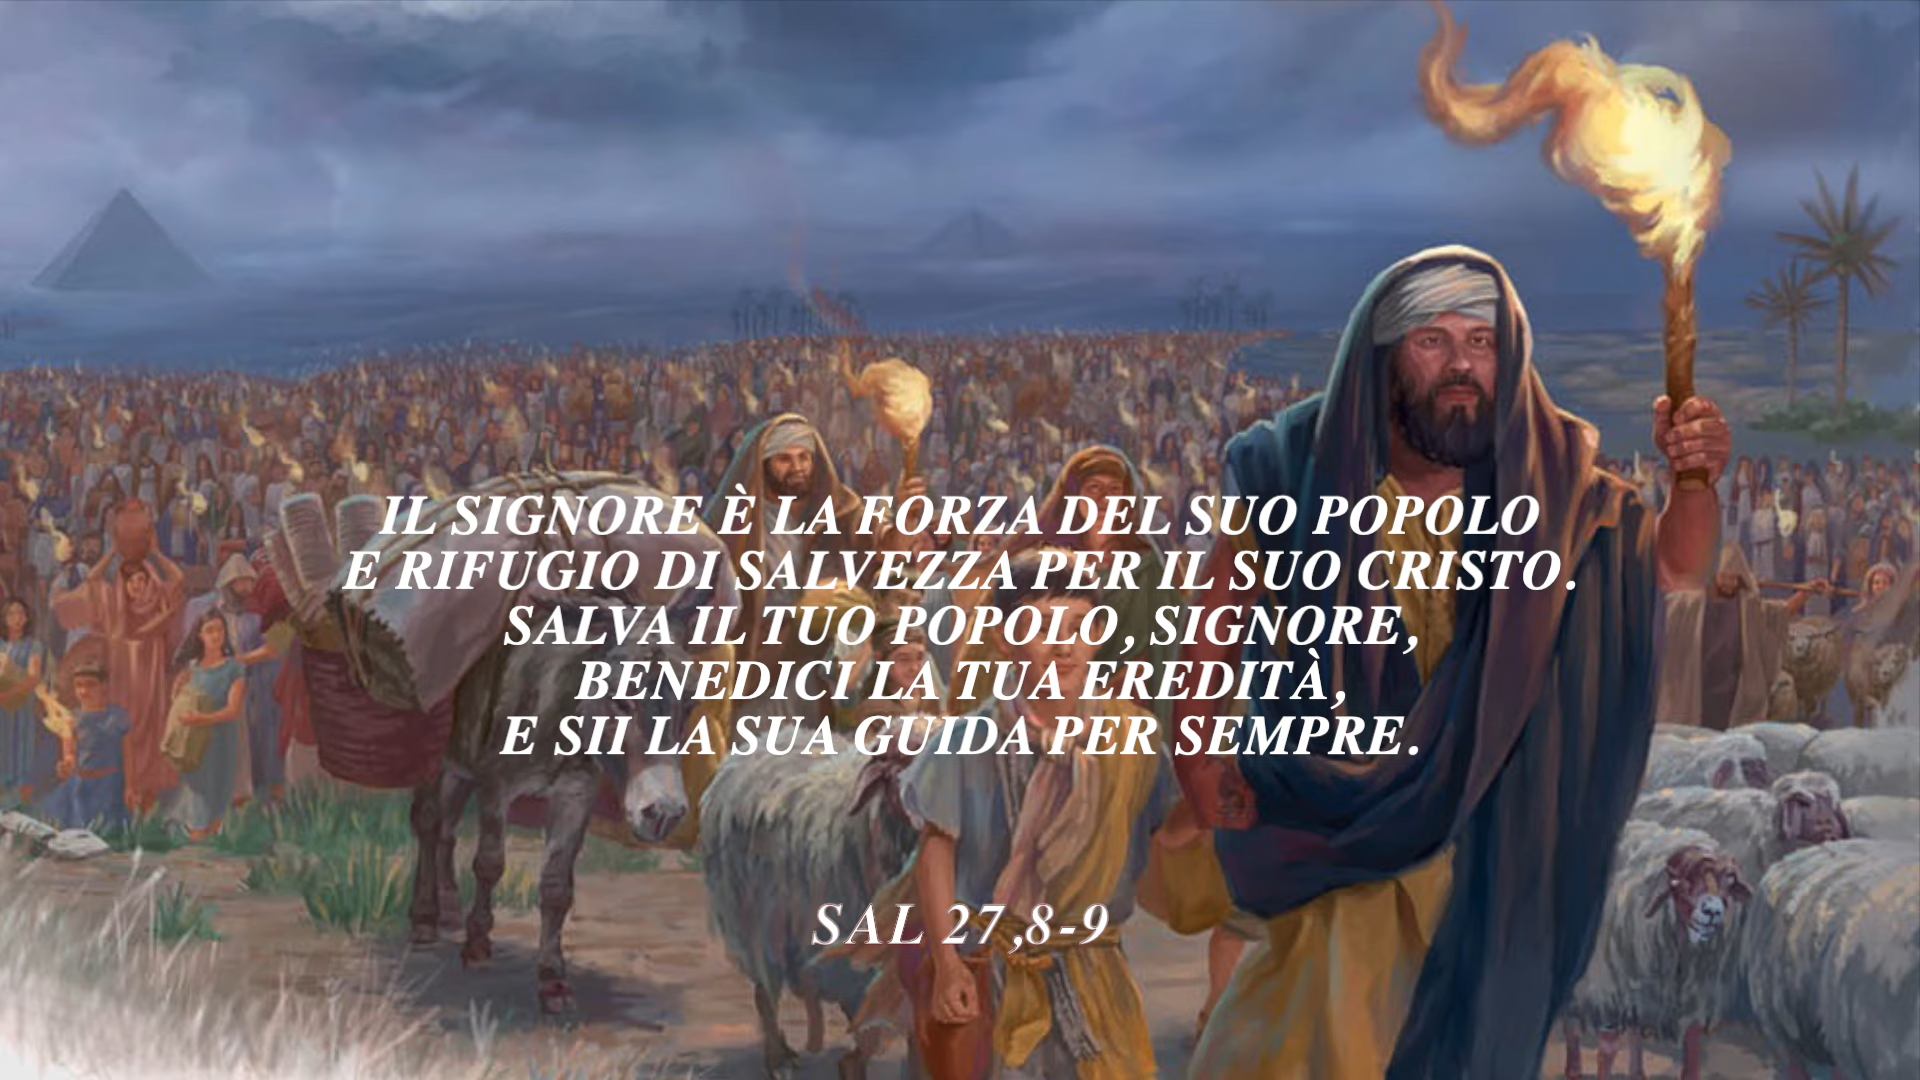 IL SIGNORE È LA FORZA DEL SUO POPOLO
E RIFUGIO DI SALVEZZA PER IL SUO CRISTO.
SALVA IL TUO POPOLO, SIGNORE,
BENEDICI LA TUA EREDITÀ,
E SII LA SUA GUIDA PER SEMPRE.
SAL 27,8-9